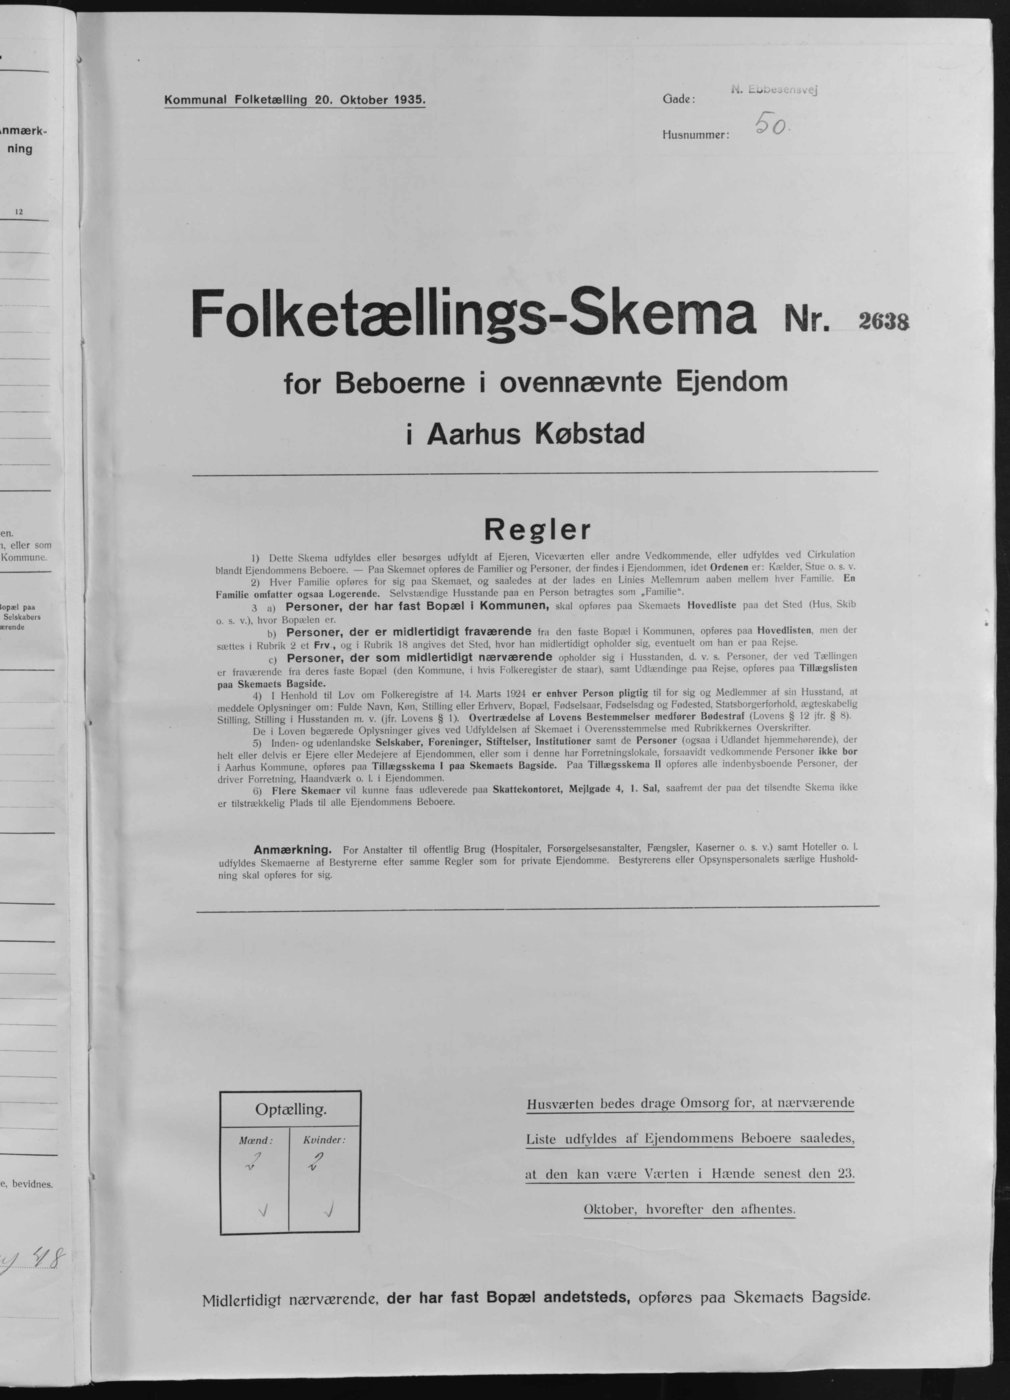 nmærk-
ning
12
en.
, eller som
Kommune.
opæl paa
Selskabers
ærende
e, bevidnes.
48
Kommunal Folketælling 20. Oktober 1935.
Gade: N. Ebbesensvej
Husnummer: 50.
Folketællings-Skema Nr. 2638
for Beboerne i ovennævnte Ejendom
i Aarhus Købstad
Regler
1) Dette Skema udfyldes eller besørges udfyldt af Ejeren, Viceværten eller andre Vedkommende, eller udfyldes ved Cirkulation
blandt Ejendommens Beboere. — Paa Skemaet opføres de Familier og Personer, der findes i Ejendommen, idet Ordenen er: Kælder, Stue o. s. v.
2) Hver Familie opføres for sig paa Skemaet, og saaledes at der lades en Linies Mellemrum aaben mellem hver Familie. En
Familie omfatter ogsaa Logerende. Selvstændige Husstande paa en Person betragtes som „Familie“.
3 a) Personer, der har fast Bopæl i Kommunen, skal opføres paa Skemaets Hovedliste paa det Sted (Hus, Skib
o. s. v.), hvor Bopælen er.
b) Personer, der er midlertidigt fraværende fra den faste Bopæl i Kommunen, opføres paa Hovedlisten, men der
sættes i Rubrik 2 et Frv., og i Rubrik 18 angives det Sted, hvor han midlertidigt opholder sig, eventuelt om han er paa Rejse.
c) Personer, der som midlertidigt nærværende opholder sig i Husstanden, d. v. s. Personer, der ved Tællingen
er fraværende fra deres faste Bopæl (den Kommune, i hvis Folkeregister de staar), samt Udlændinge paa Rejse, opføres paa Tillægslisten
paa Skemaets Bagside.
4) I Henhold til Lov om Folkeregistre af 14. Marts 1924 er enhver Person pligtig til for sig og Medlemmer af sin Husstand, at
meddele Oplysninger om: Fulde Navn, Køn, Stilling eller Erhverv, Bopæl, Fødselsaar, Fødselsdag og Fødested, Statsborgerforhold, ægteskabelig
Stilling, Stilling i Husstanden m. v. (jfr. Lovens § 1). Overtrædelse af Lovens Bestemmelser medfører Bødestraf (Lovens § 12 jfr. § 8).
De i Loven begærede Oplysninger gives ved Udfyldelsen af Skemaet i Overensstemmelse med Rubrikkernes Overskrifter.
5) Inden- og udenlandske Selskaber, Foreninger, Stiftelser, Institutioner samt de Personer (ogsaa i Udlandet hjemmehørende), der
helt eller delvis er Ejere eller Medejere af Ejendommen, eller som i denne har Forretningslokale, forsaavidt vedkommende Personer ikke bor
i Aarhus Kommune, opføres paa Tillægsskema I paa Skemaets Bagside. Paa Tillægsskema II opføres alle indenbysboende Personer, der
driver Forretning, Haandværk o. l. i Ejendommen.
6) Flere Skemaer vil kunne faas udleverede paa Skattekontoret, Mejlgade 4, 1. Sal, saafremt der paa det tilsendte Skema ikke
er tilstrækkelig Plads til alle Ejendommens Beboere.
Anmærkning. For Anstalter til offentlig Brug (Hospitaler, Forsørgelsesanstalter, Fængsler, Kaserner o. s. v.) samt Hoteller o. l.
udfyldes Skemaerne af Bestyrerne efter samme Regler som for private Ejendomme. Bestyrerens eller Opsynspersonalets særlige Hushold-
ning skal opføres for sig.
Optælling.
Mænd: Kvinder:
2 2
Husværten bedes drage Omsorg for, at nærværende
Liste udfyldes af Ejendommens Beboere saaledes,
at den kan være Værten i Hænde senest den 23.
Oktober, hvorefter den afhentes.
Midlertidigt nærværende, der har fast Bopæl andetsteds, opføres paa Skemaets Bagside.